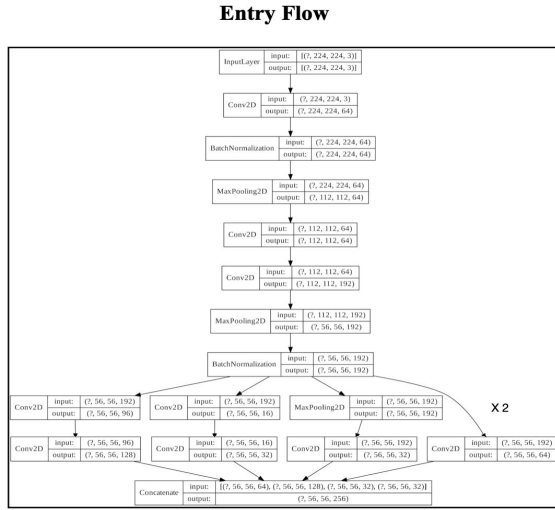 Entry Flow
InputLayer input: [(?, 224, 224, 3)]
output: [(?, 224, 224, 3)]
Conv2D input: (?, 224, 224, 3)
output: (?, 224, 224, 64)
BatchNormalization input: (?, 224, 224, 64)
output: (?, 224, 224, 64)
MaxPooling2D input: (?, 224, 224, 64)
output: (?, 112, 112, 64)
Conv2D input: (?, 112, 112, 64)
output: (?, 112, 112, 64)
Conv2D input: (?, 112, 112, 64)
output: (?, 112, 112, 192)
MaxPooling2D input: (?, 112, 112, 192)
output: (?, 56, 56, 192)
BatchNormalization input: (?, 56, 56, 192)
output: (?, 56, 56, 192)
Conv2D input: (?, 56, 56, 192)
output: (?, 56, 56, 96)
Conv2D input: (?, 56, 56, 192)
output: (?, 56, 56, 16)
MaxPooling2D input: (?, 56, 56, 192)
output: (?, 56, 56, 192)
X 2
Conv2D input: (?, 56, 56, 96)
output: (?, 56, 56, 128)
Conv2D input: (?, 56, 56, 16)
output: (?, 56, 56, 32)
Conv2D input: (?, 56, 56, 192)
output: (?, 56, 56, 32)
Conv2D input: (?, 56, 56, 192)
output: (?, 56, 56, 64)
Concatenate input: [(?, 56, 56, 64), (?, 56, 56, 128), (?, 56, 56, 32), (?, 56, 56, 32)]
output: (?, 56, 56, 256)